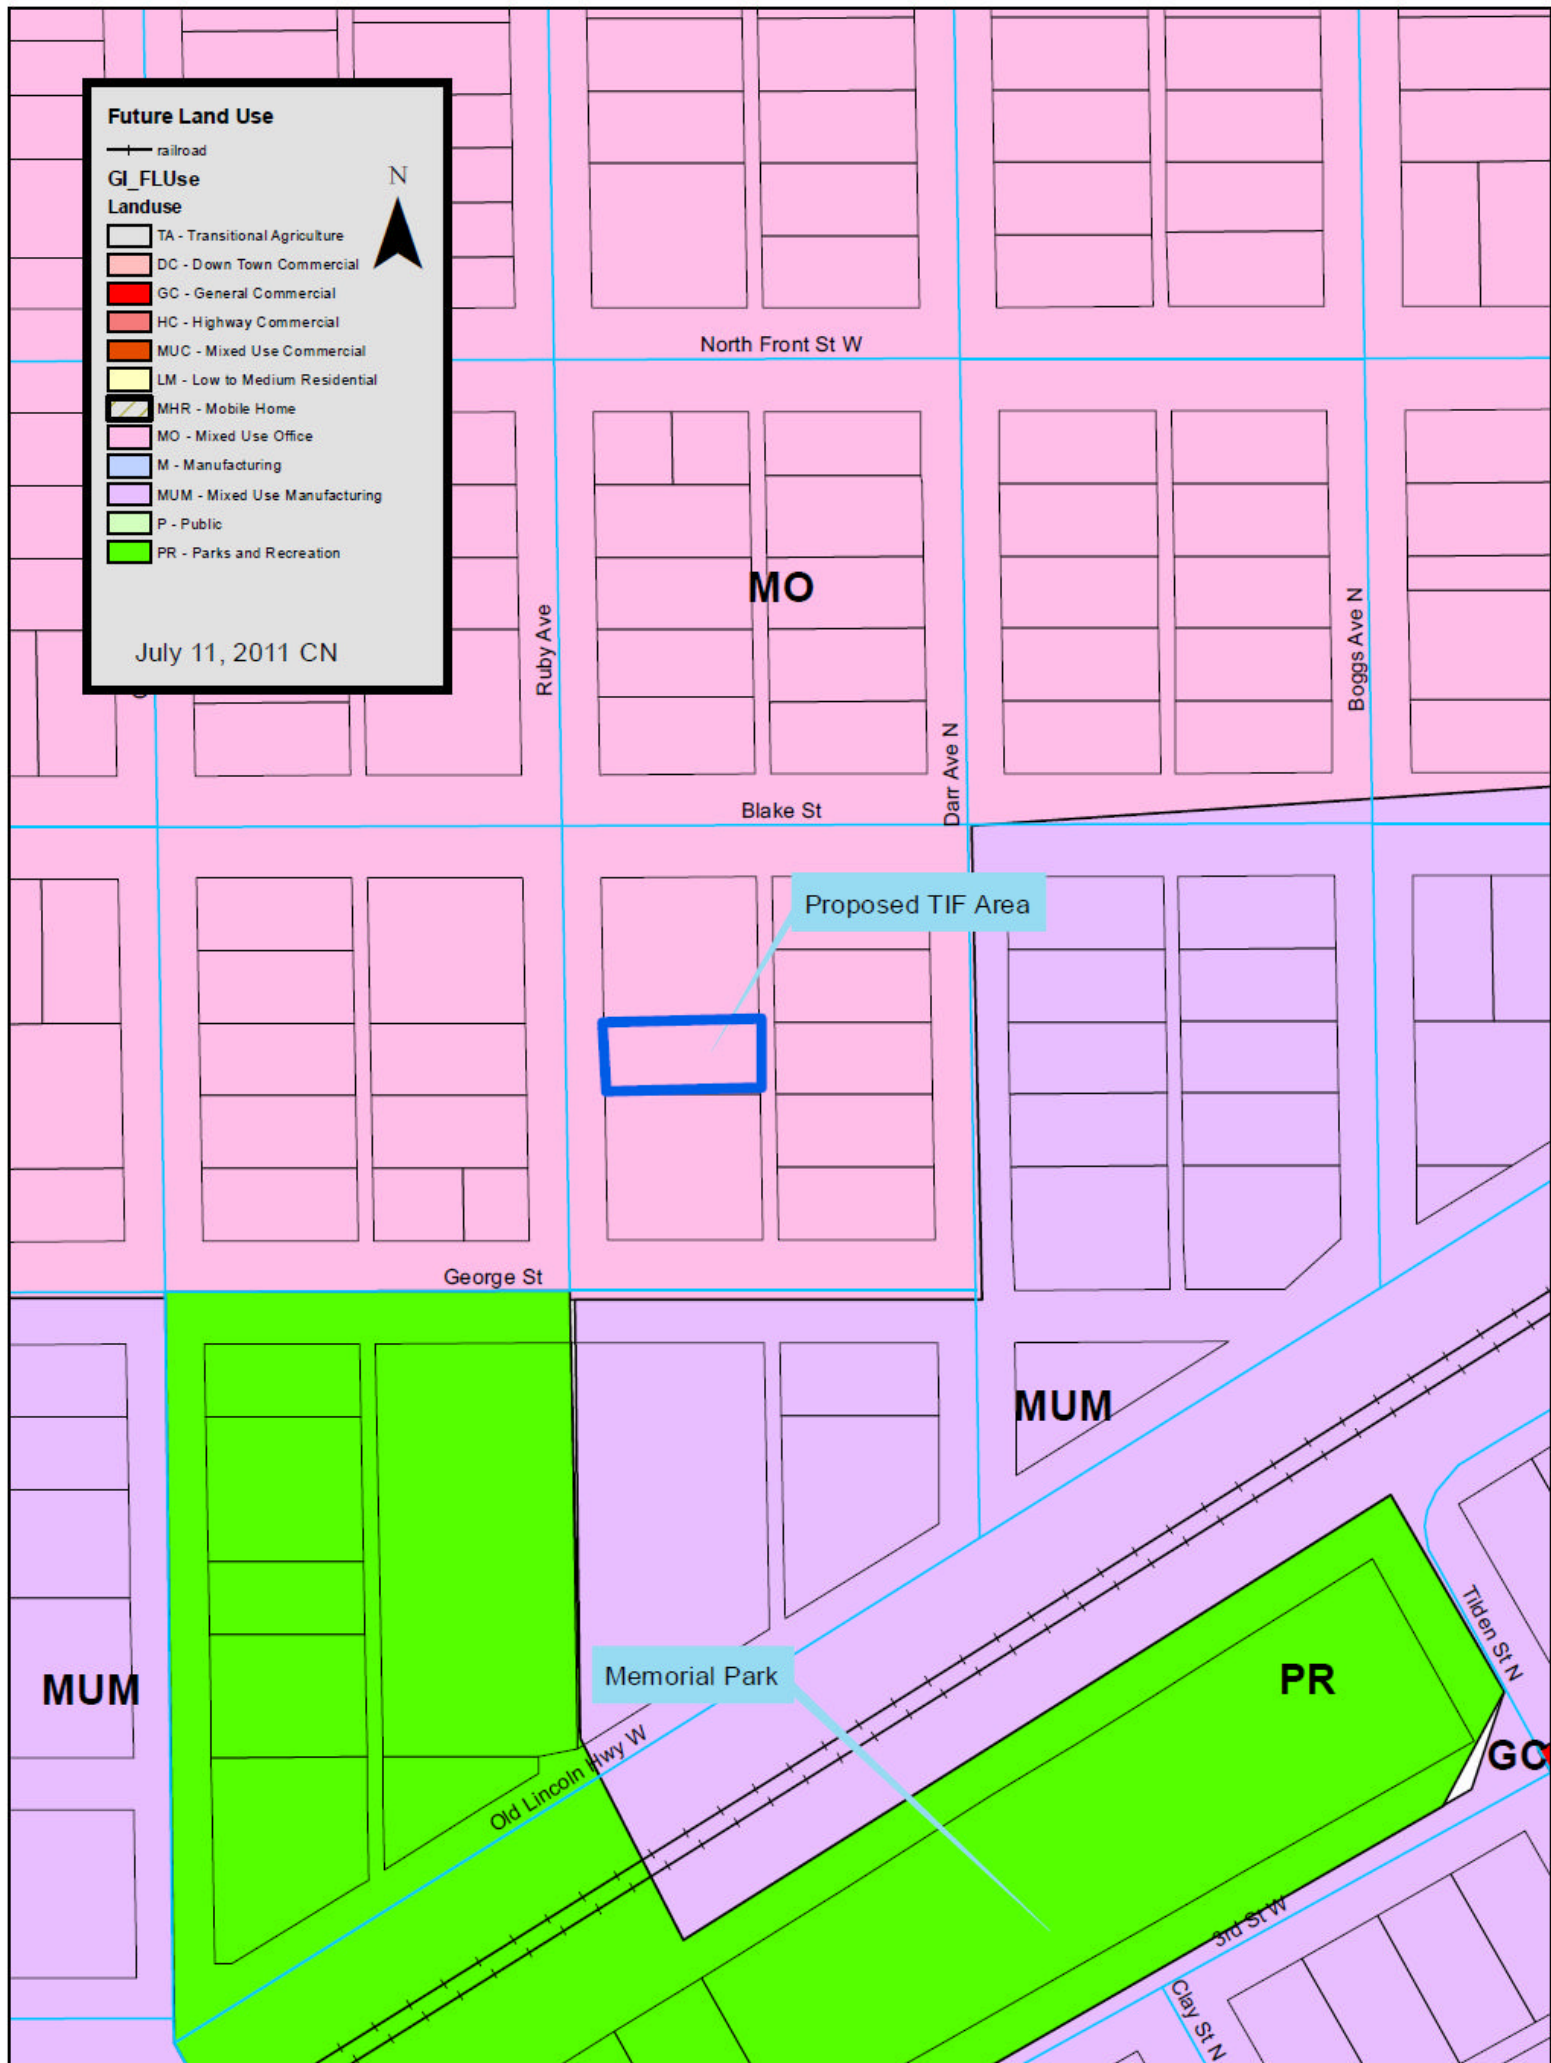 Future Land Use
railroad
GI_FLUse
N
Landuse
TA - Transitional Agriculture
DC - Down Town Commercial
GC - General Commercial
HC - Highway Commercial
MUC - Mixed Use Commercial
LM - Low to Medium Residential
MHR - Mobile Home
MO - Mixed Use Office
M - Manufacturing
MUM - Mixed Use Manufacturing
P - Public
PR - Parks and Recreation
July 11, 2011 CN
North Front St W
MO
Ruby Ave
Boggs Ave N
Darr Ave N
Blake St
Proposed TIF Area
George St
MUM
Tilden St N
Memorial Park
PR
MUM
Old Lincoln Hwy W
GC
3rd St W
Clay St N